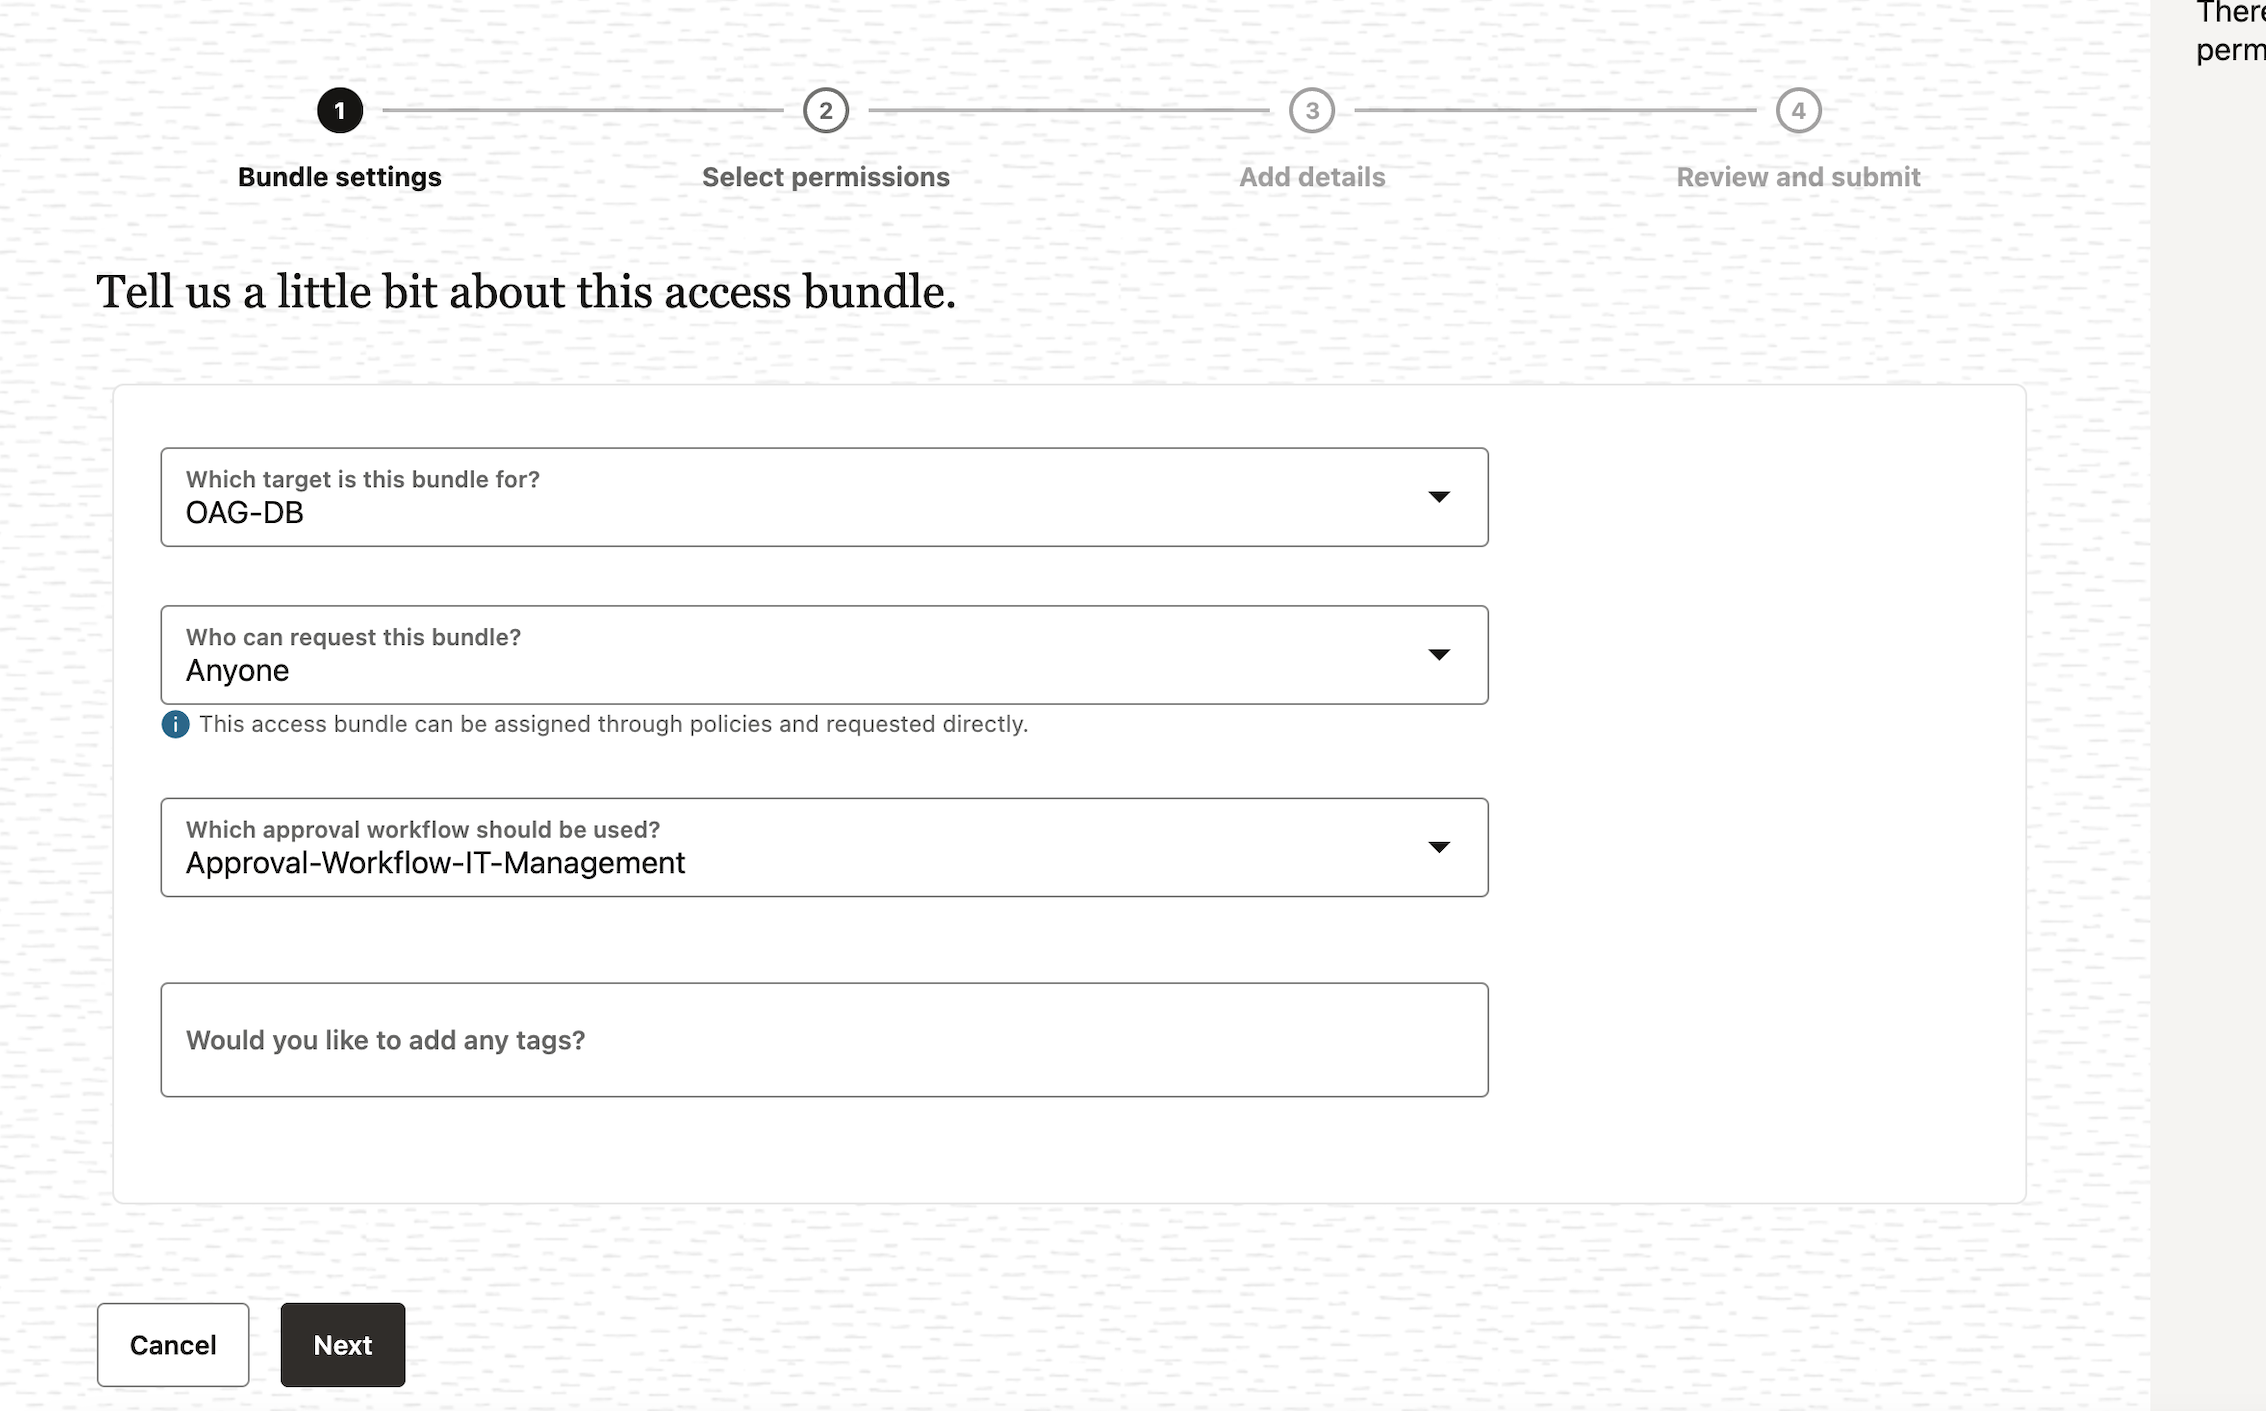 1
2
3
4
Bundle settings
Select permissions
Add details
Review and submit
Tell us a little bit about this access bundle.
Which target is this bundle for?
OAG-DB
Who can request this bundle?
Anyone
i This access bundle can be assigned through policies and requested directly.
Which approval workflow should be used?
Approval-Workflow-IT-Management
Would you like to add any tags?
Cancel
Next